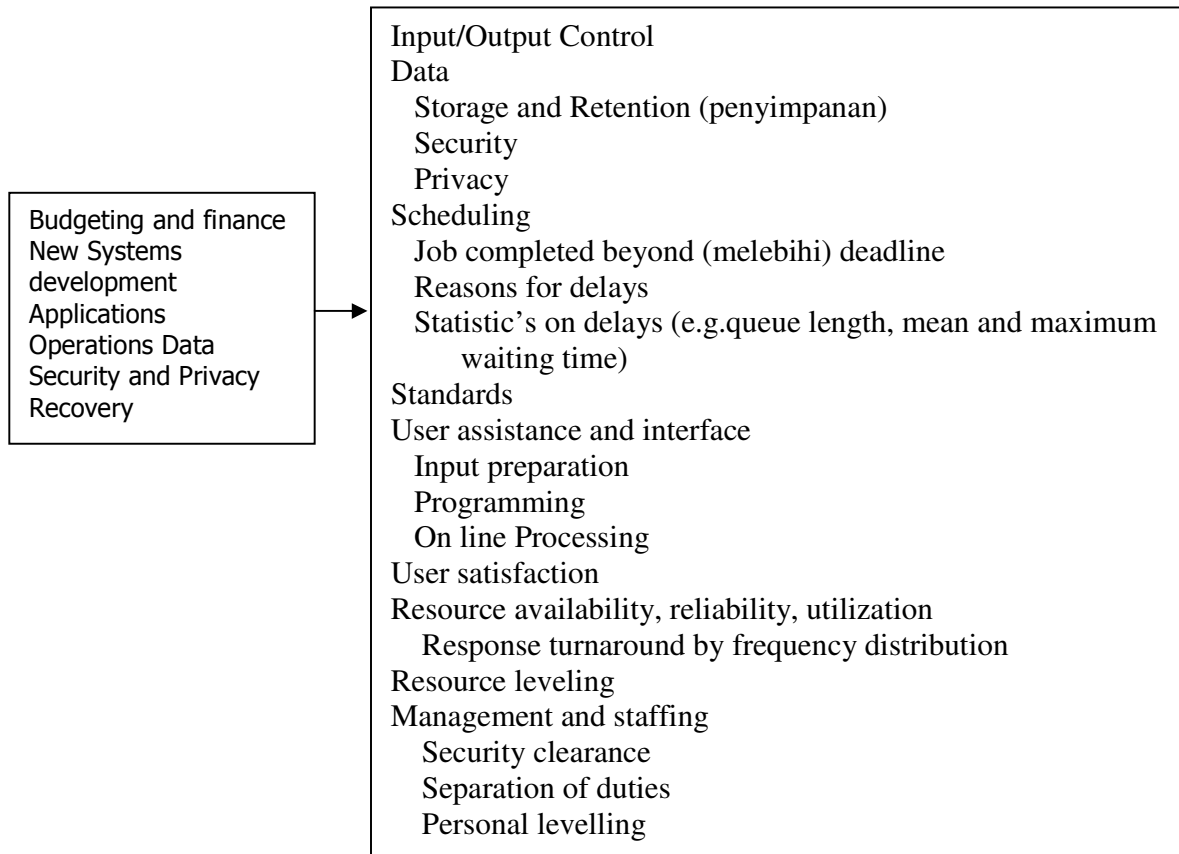 Budgeting and finance
New Systems
development
Applications
Operations Data
Security and Privacy
Recovery
Input/Output Control
Data
Storage and Retention (penyimpanan)
Security
Privacy
Scheduling
Job completed beyond (melebihi) deadline
Reasons for delays
Statistic's on delays (e.g.queue length, mean and maximum
waiting time)
Standards
User assistance and interface
Input preparation
Programming
On line Processing
User satisfaction
Resource availability, reliability, utilization
Response turnaround by frequency distribution
Resource leveling
Management and staffing
Security clearance
Separation of duties
Personal levelling